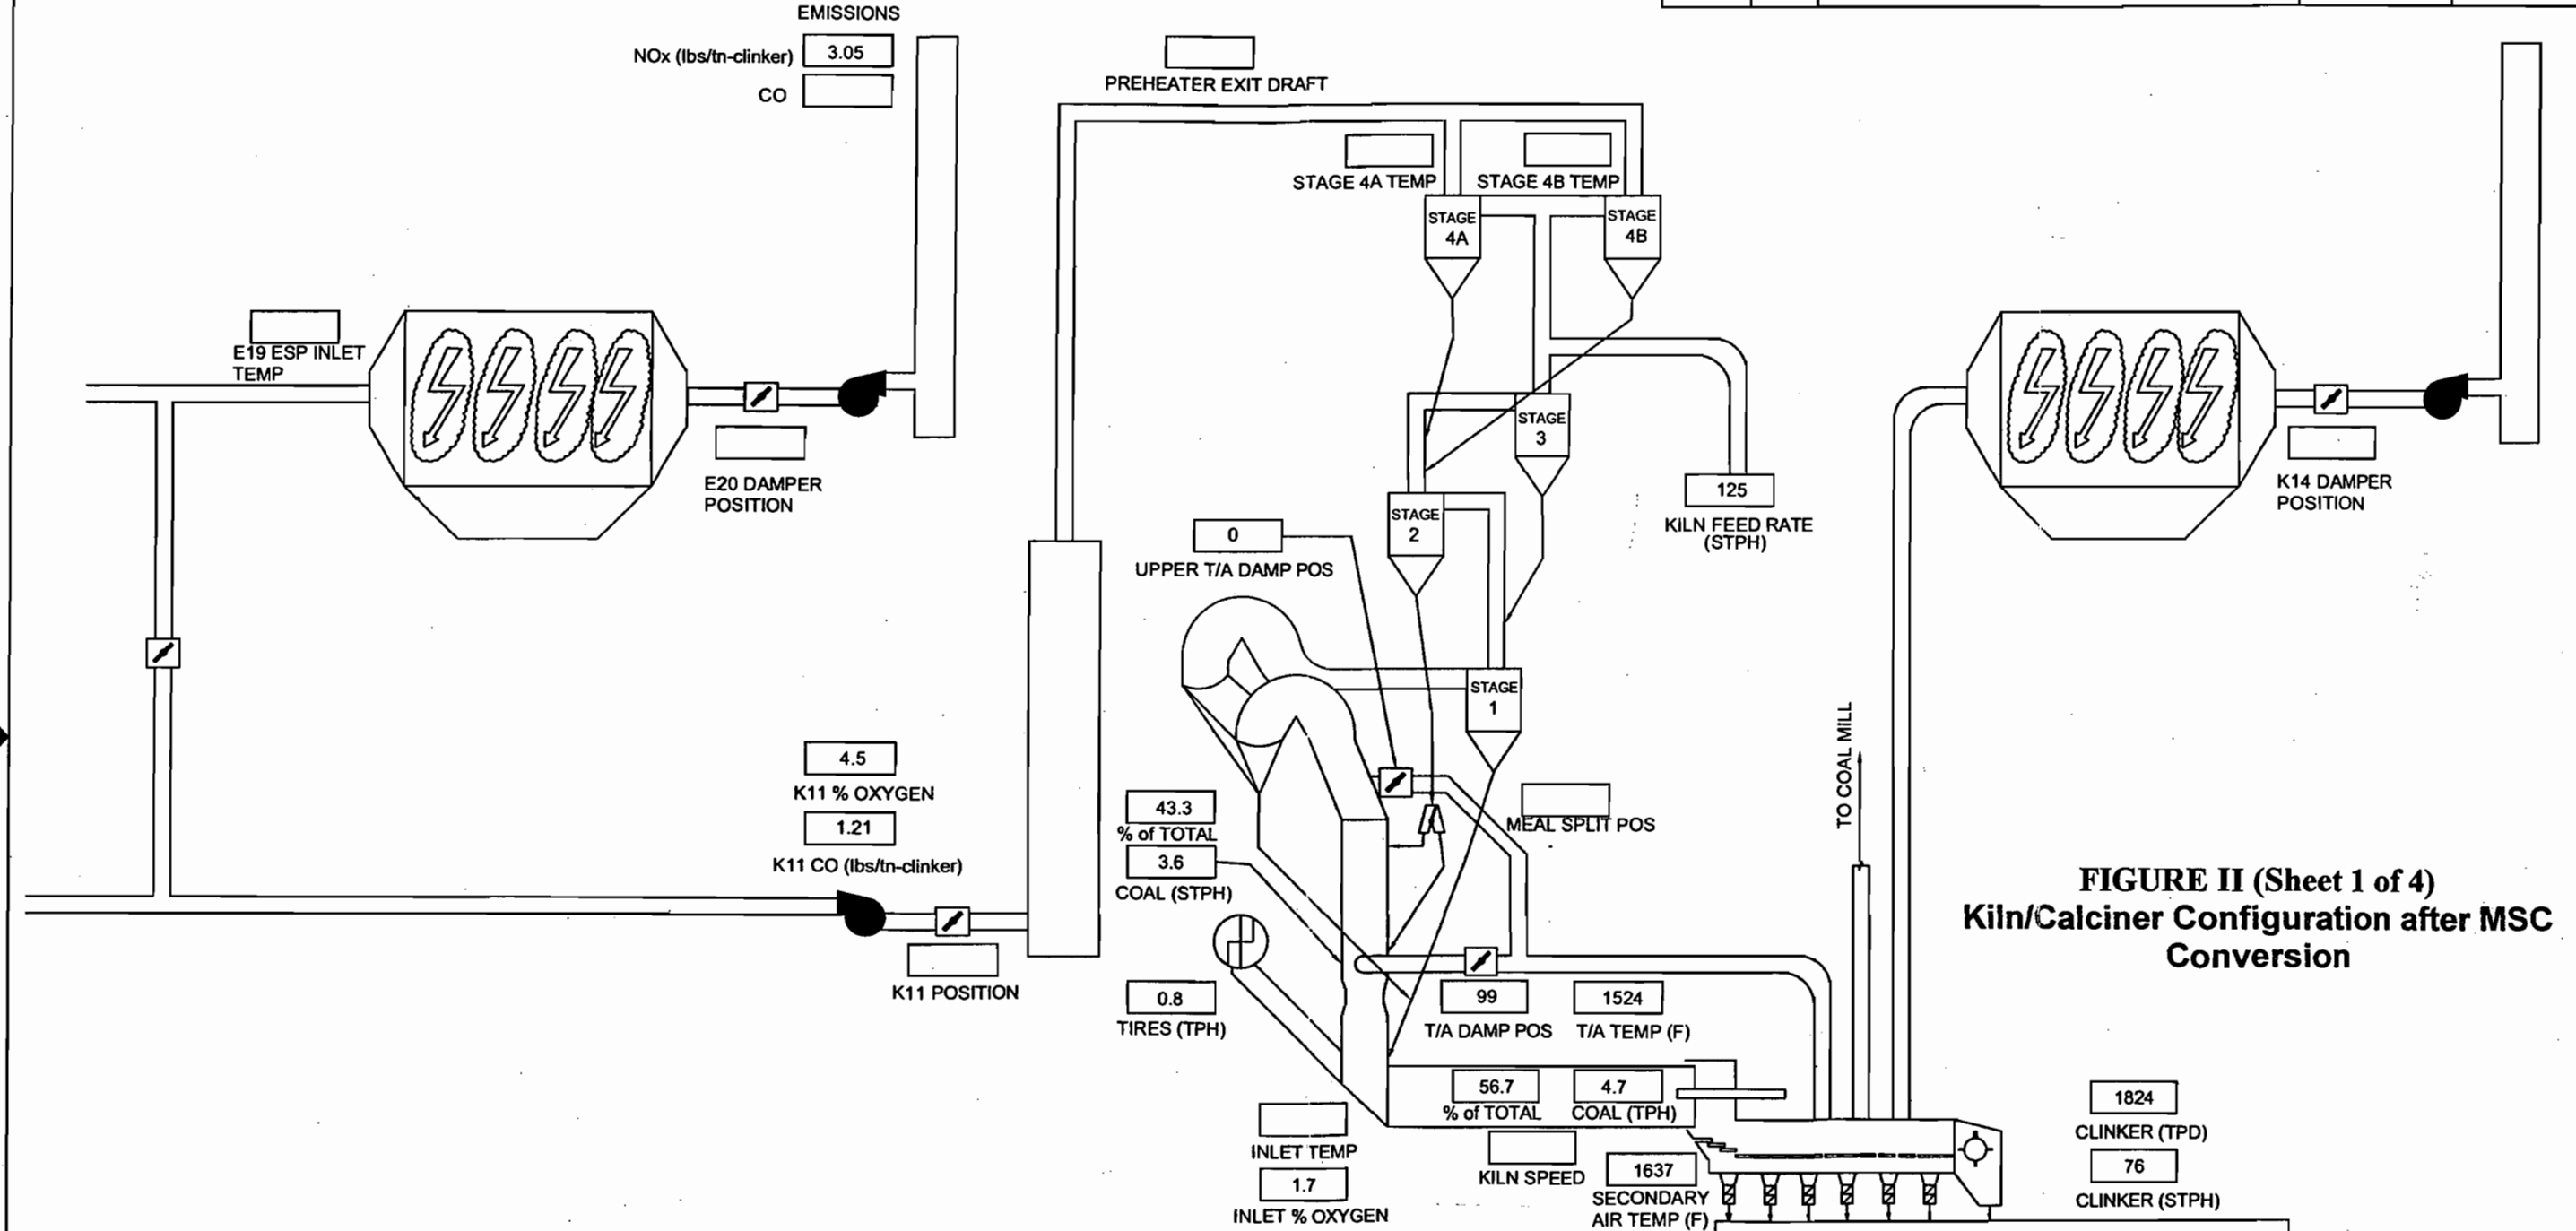 EMISSIONS
NOx (lbs/tn-clinker) 3.05
CO
PREHEATER EXIT DRAFT
STAGE 4A TEMP
STAGE 4B TEMP
STAGE
4A
STAGE
4B
E19 ESP INLET
TEMP
E20 DAMPER
POSITION
STAGE
3
125
KILN FEED RATE
(STPH)
K14 DAMPER
POSITION
STAGE
2
0
UPPER T/A DAMP POS
STAGE
1
TO COAL MILL
4.5
K11 % OXYGEN
1.21
K11 CO (lbs/tn-clinker)
43.3
% of TOTAL
3.6
COAL (STPH)
MEAL SPLIT POS
FIGURE II (Sheet 1 of 4)
Kiln/Calciner Configuration after MSC
Conversion
K11 POSITION
0.8
TIRES (TPH)
99
T/A DAMP POS
1524
T/A TEMP (F)
56.7
% of TOTAL
4.7
COAL (TPH)
INLET TEMP
1.7
INLET % OXYGEN
KILN SPEED
1637
SECONDARY
AIR TEMP (F)
1824
CLINKER (TPD)
76
CLINKER (STPH)